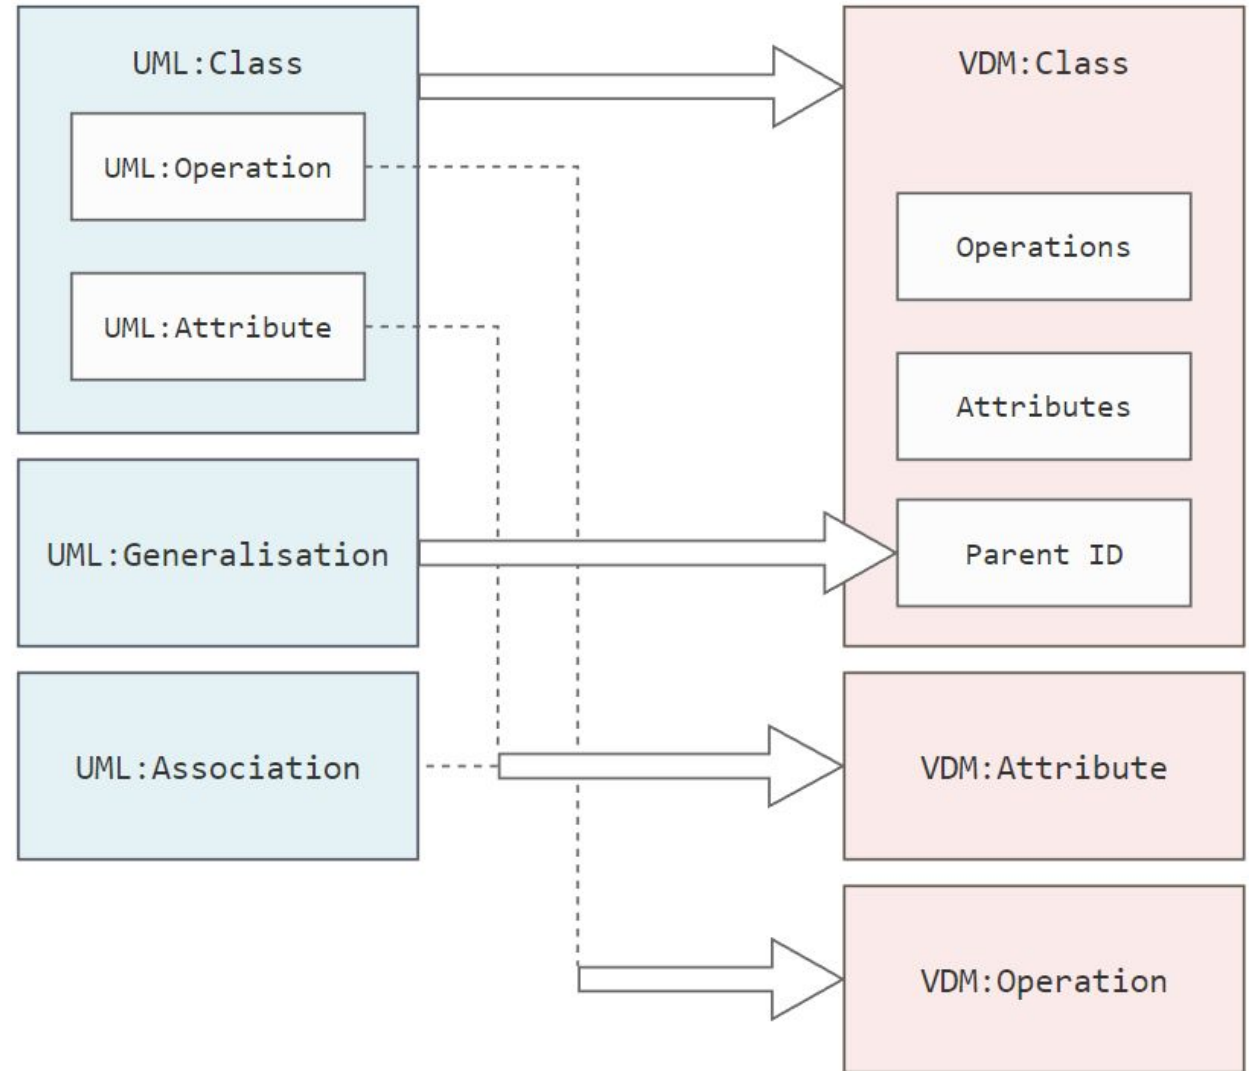 UML:Class
UML:Operation
UML:Attribute
UML:Generalisation
UML:Association
VDM:Class
Operations
Attributes
Parent ID
VDM:Attribute
VDM:Operation